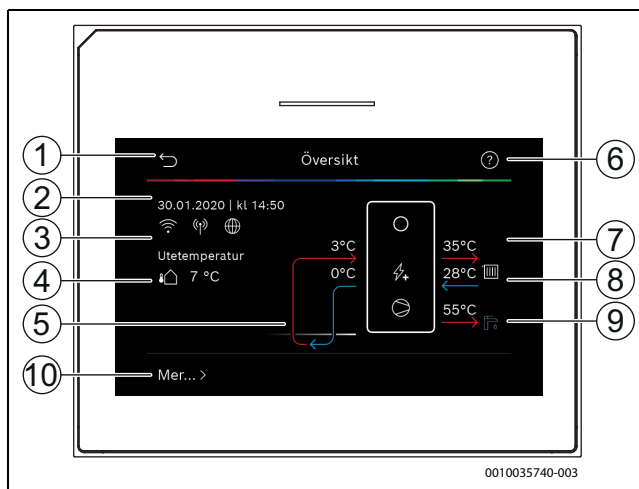 Översikt
?
30.01.2020 | kl 14:50
Utetemperatur
7 °C
3°C
0°C
35°C
28°C
55°C
Mer... >
1
2
3
4
5
10
6
7
8
9
0010035740-003